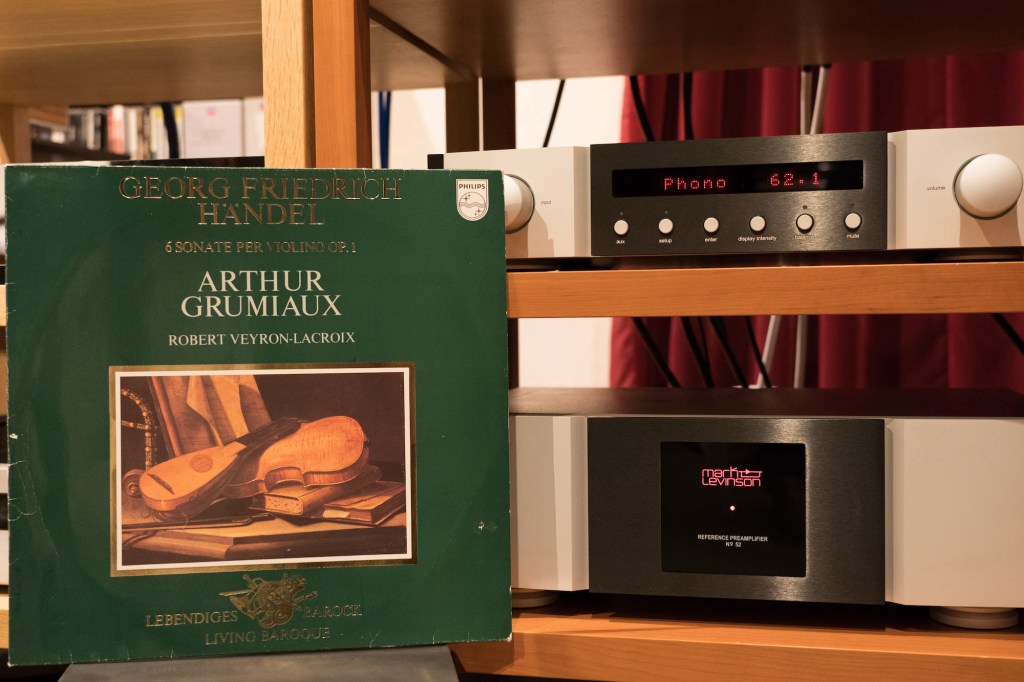 GEORG FRIEDRICH
HÄNDEL
PHILIPS
6 SONATE PER VIOLINO OP. 1
ARTHUR
GRUMIAUX
ROBERT VEYRON-LACROIX
LEBENDIGES BAROCK
LIVING BAROQUE
input
Phono 62.1
volume
aux setup enter display intensity balance mute
mark
Levinson
REFERENCE PREAMPLIFIER
Nº 52